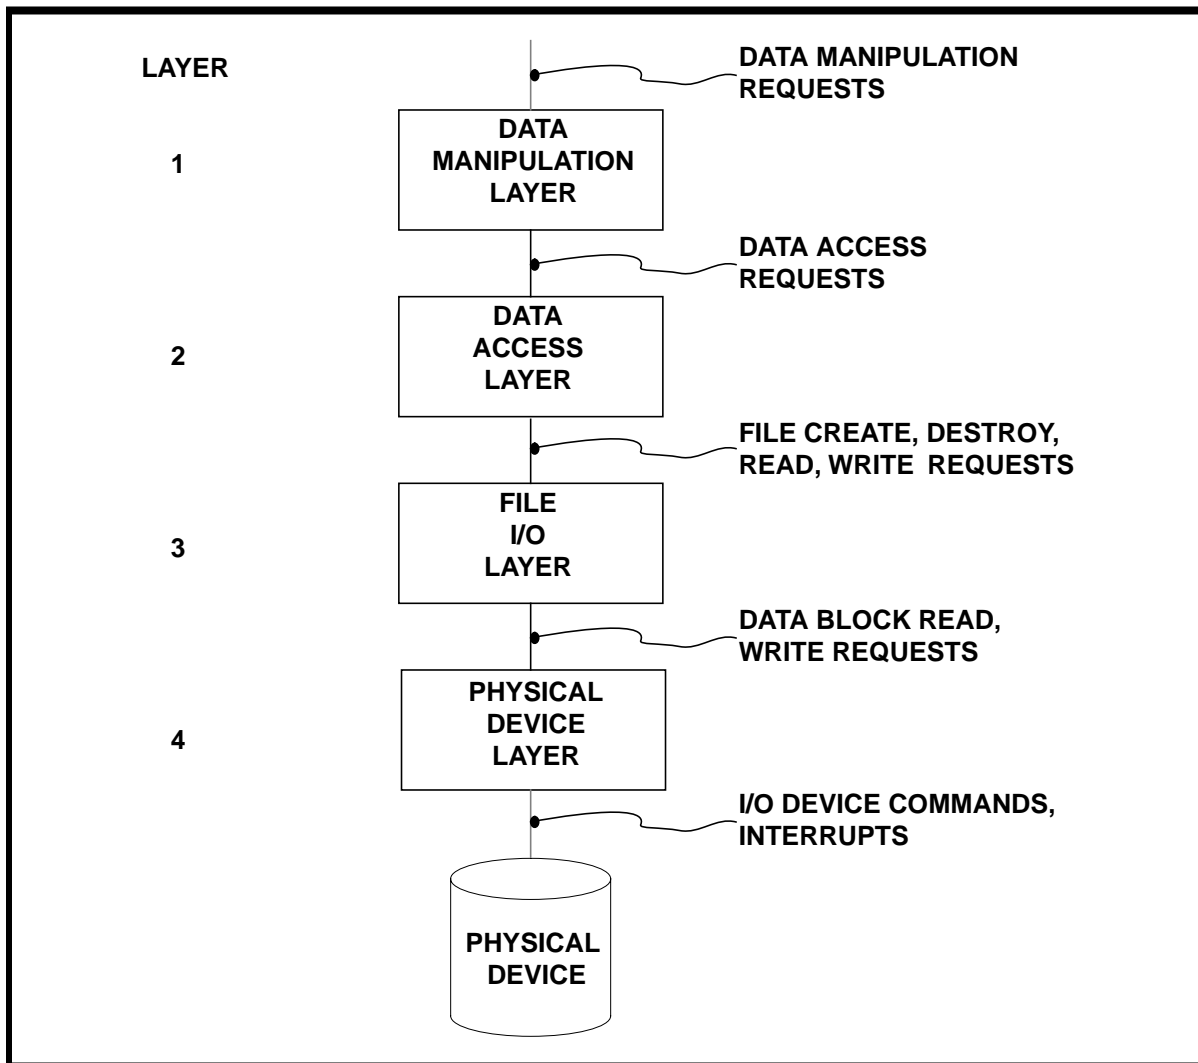 LAYER
DATA MANIPULATION
REQUESTS
1
DATA
MANIPULATION
LAYER
DATA ACCESS
REQUESTS
2
DATA
ACCESS
LAYER
FILE CREATE, DESTROY,
READ, WRITE REQUESTS
3
FILE
I/O
LAYER
DATA BLOCK READ,
WRITE REQUESTS
4
PHYSICAL
DEVICE
LAYER
I/O DEVICE COMMANDS,
INTERRUPTS
PHYSICAL
DEVICE